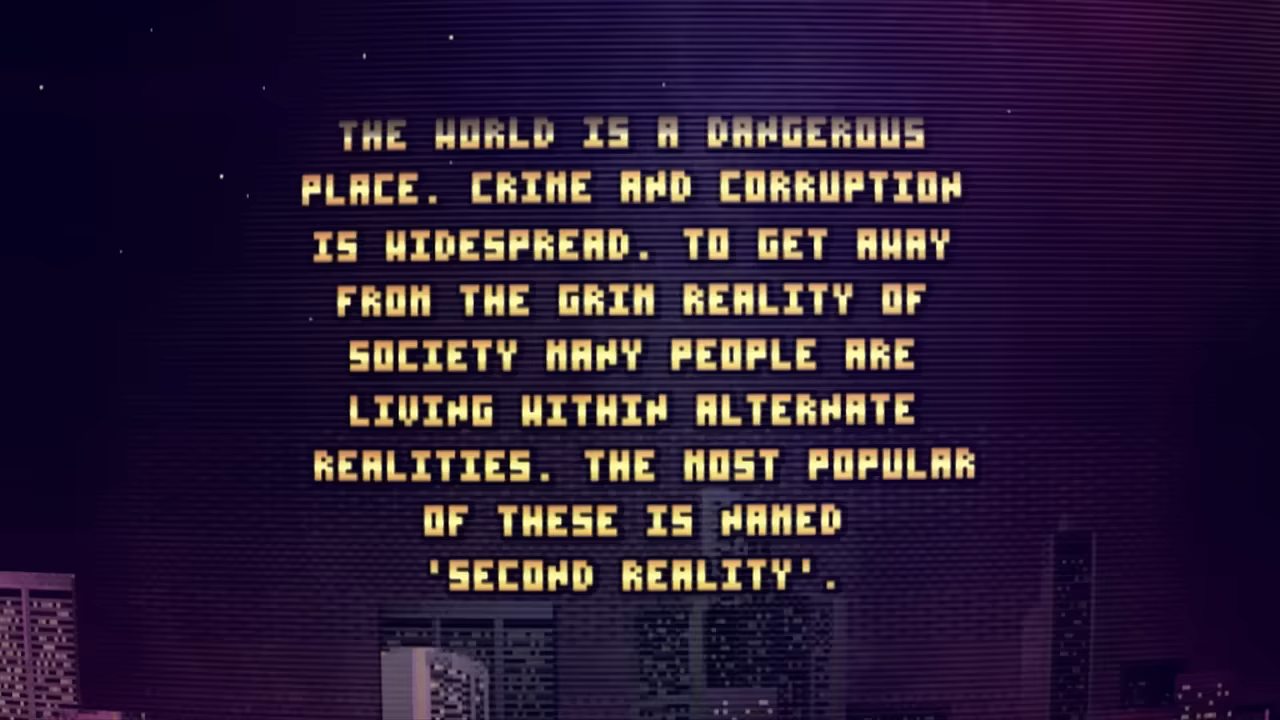 THE WORLD IS A DANGEROUS
PLACE. CRIME AND CORRUPTION
IS WIDESPREAD. TO GET AWAY
FROM THE GRIM REALITY OF
SOCIETY MANY PEOPLE ARE
LIVING WITHIN ALTERNATE
REALITIES. THE MOST POPULAR
OF THESE IS NAMED
'SECOND REALITY'.